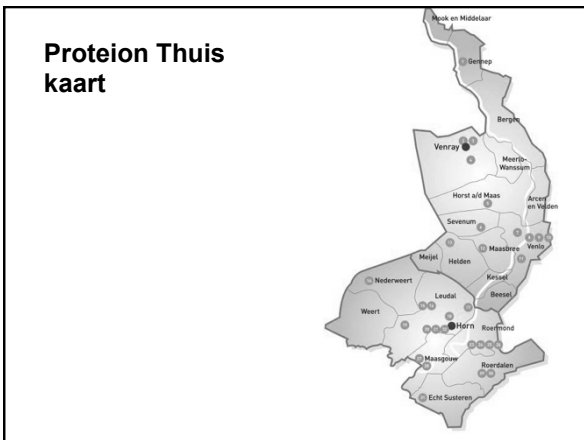 Proteion Thuis
kaart
Mook en Middelaar
Gennep
Bergen
Venray
Meerlo-
Wanssum
Horst a/d Maas
Arcen
en Velden
Sevenum
Venlo
Maasbree
Meijel
Helden
Kessel
Beesel
Nederweert
Leudal
Weert
Horn
Roermond
Maasgouw
Roerdalen
Echt Susteren